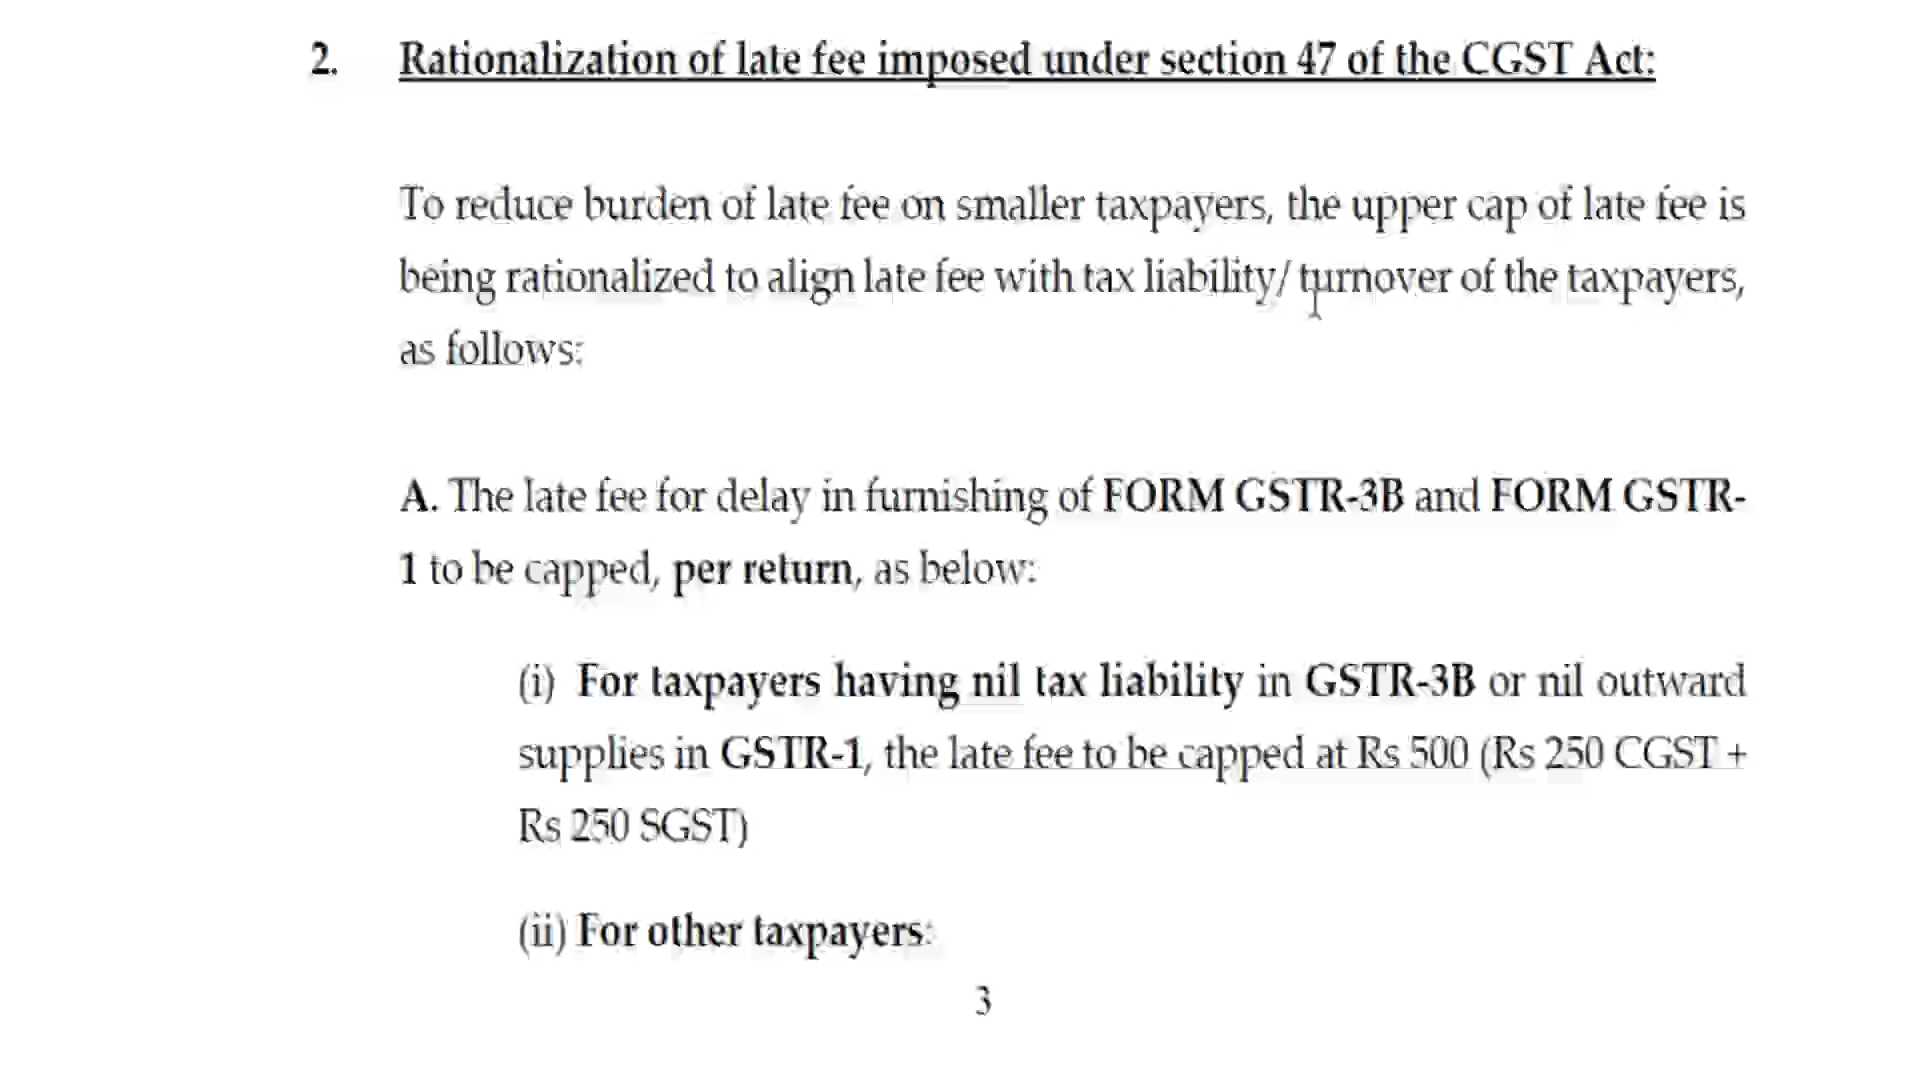 2. Rationalization of late fee imposed under section 47 of the CGST Act:
To reduce burden of late fee on smaller taxpayers, the upper cap of late fee is
being rationalized to align late fee with tax liability/ turnover of the taxpayers,
as follows:
A. The late fee for delay in furnishing of FORM GSTR-3B and FORM GSTR-
1 to be capped, per return, as below:
(i) For taxpayers having nil tax liability in GSTR-3B or nil outward
supplies in GSTR-1, the late fee to be capped at Rs 500 (Rs 250 CGST +
Rs 250 SGST)
(ii) For other taxpayers:
3